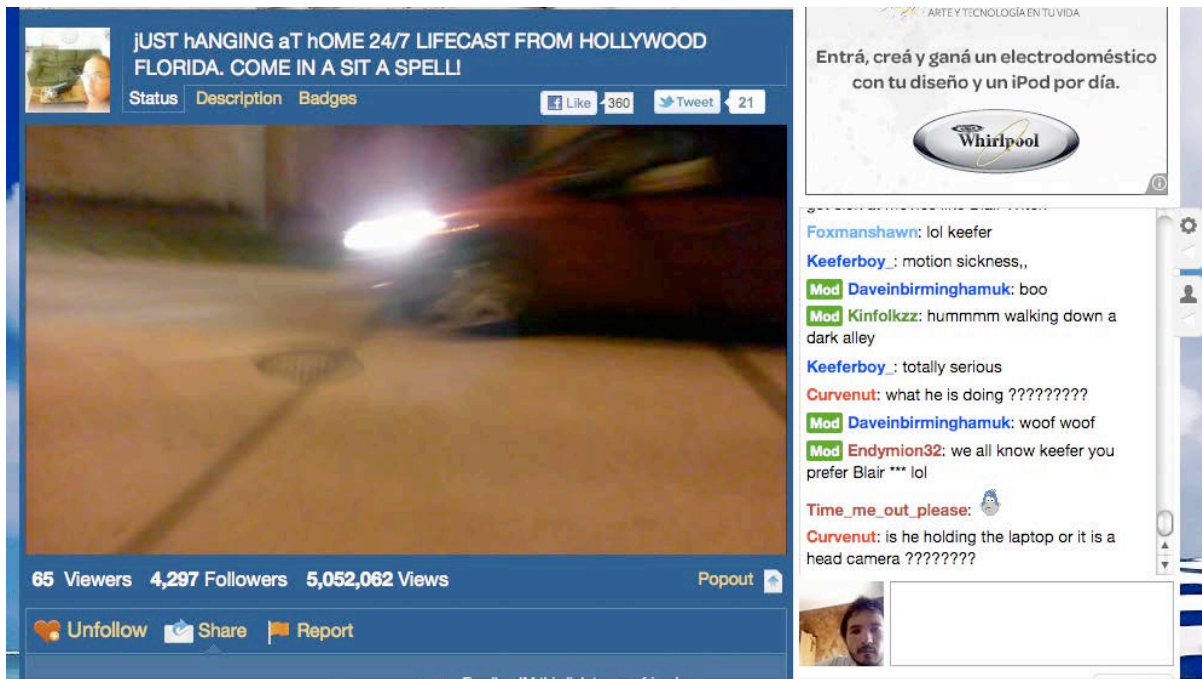 jUST hANGING aT hOME 24/7 LIFECAST FROM HOLLYWOOD
FLORIDA. COME IN A SIT A SPELL!
Status Description Badges
Like 360 Tweet 21
65 Viewers 4,297 Followers 5,052,062 Views
Popout
Unfollow Share Report
ARTE Y TECNOLOGÍA EN TU VIDA
Entrá, creá y ganá un electrodoméstico
con tu diseño y un iPod por día.
Whirlpool
Foxmanshawn: lol keefer
Keeferboy_: motion sickness,,
Mod Daveinbirminghamuk: boo
Mod Kinfolkzz: hummmm walking down a
dark alley
Keeferboy_: totally serious
Curvenut: what he is doing ?????????
Mod Daveinbirminghamuk: woof woof
Mod Endymion32: we all know keefer you
prefer Blair *** lol
Time_me_out_please:
Curvenut: is he holding the laptop or it is a
head camera ????????